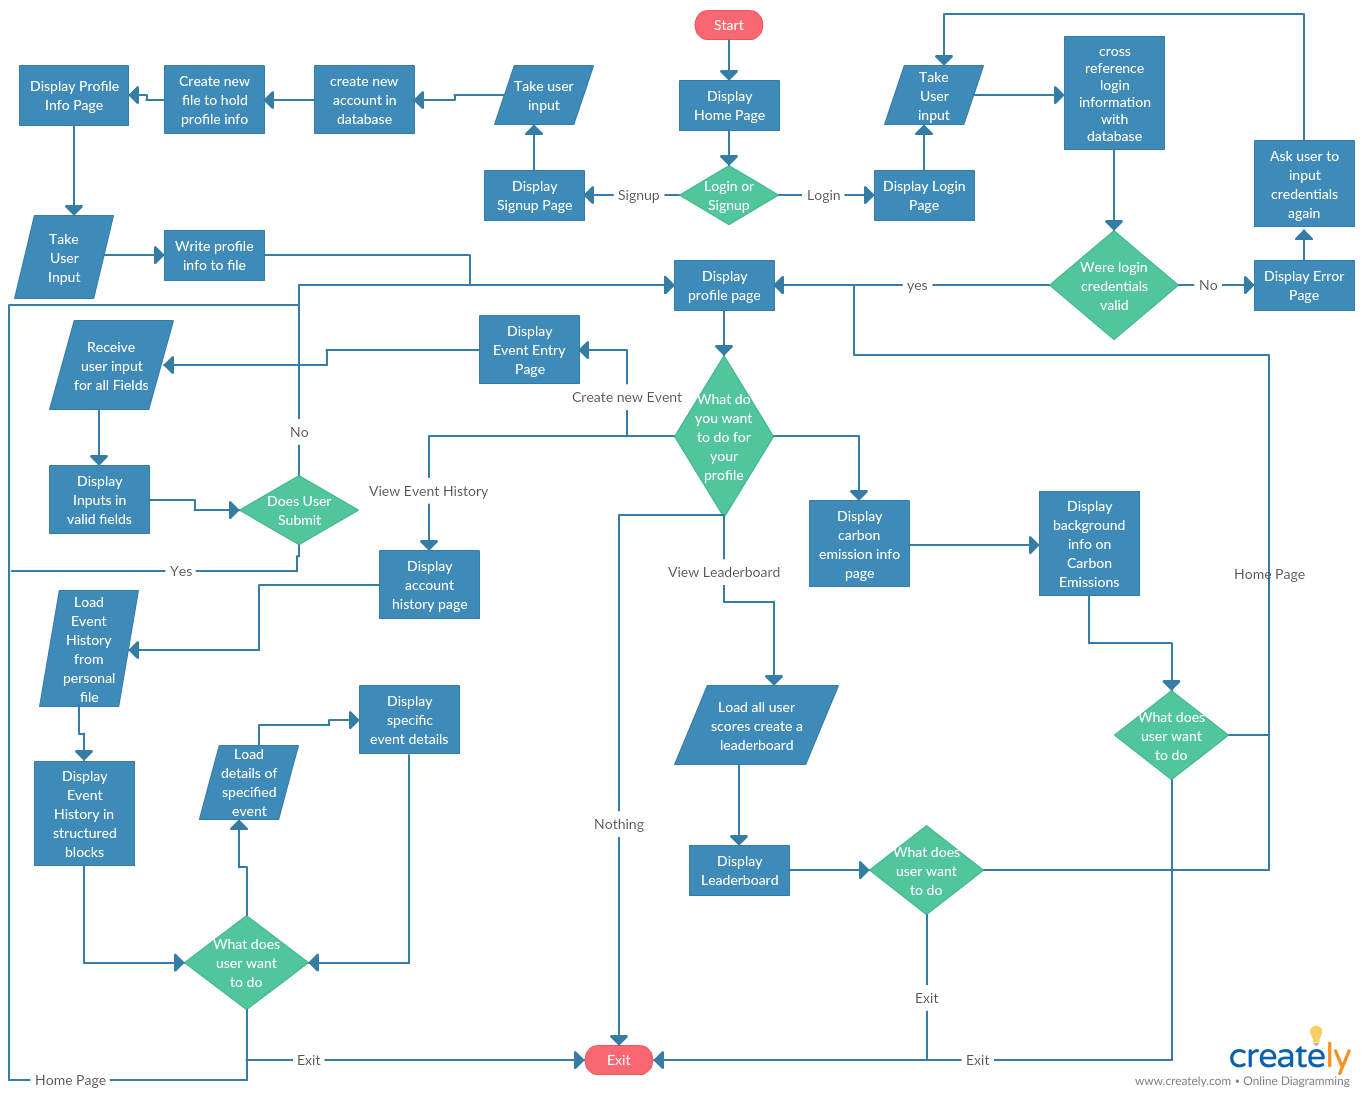 Start
Display
Home Page
Login or
Signup
Signup
Login
Display
Signup Page
Take user
input
create new
account in
database
Create new
file to hold
profile info
Display Profile
Info Page
Take
User
Input
Write profile
info to file
Display Login
Page
Take
User
input
cross
reference
login
information
with
database
Were login
credentials
valid
yes
No
Display Error
Page
Ask user to
input
credentials
again
Display
profile page
What do
you want
to do for
your
profile
Create new Event
Display
Event Entry
Page
Receive
user input
for all Fields
Display
Inputs in
valid fields
Does User
Submit
No
Yes
View Event History
Display
account
history page
Load
Event
History
from
personal
file
Display
Event
History in
structured
blocks
What does
user want
to do
Load
details of
specified
event
Display
specific
event details
Home Page
Exit
Nothing
View Leaderboard
Load all user
scores create a
leaderboard
Display
Leaderboard
What does
user want
to do
Exit
Display
carbon
emission info
page
Display
background
info on
Carbon
Emissions
What does
user want
to do
Home Page
Exit
Exit
creately
www.creately.com • Online Diagramming